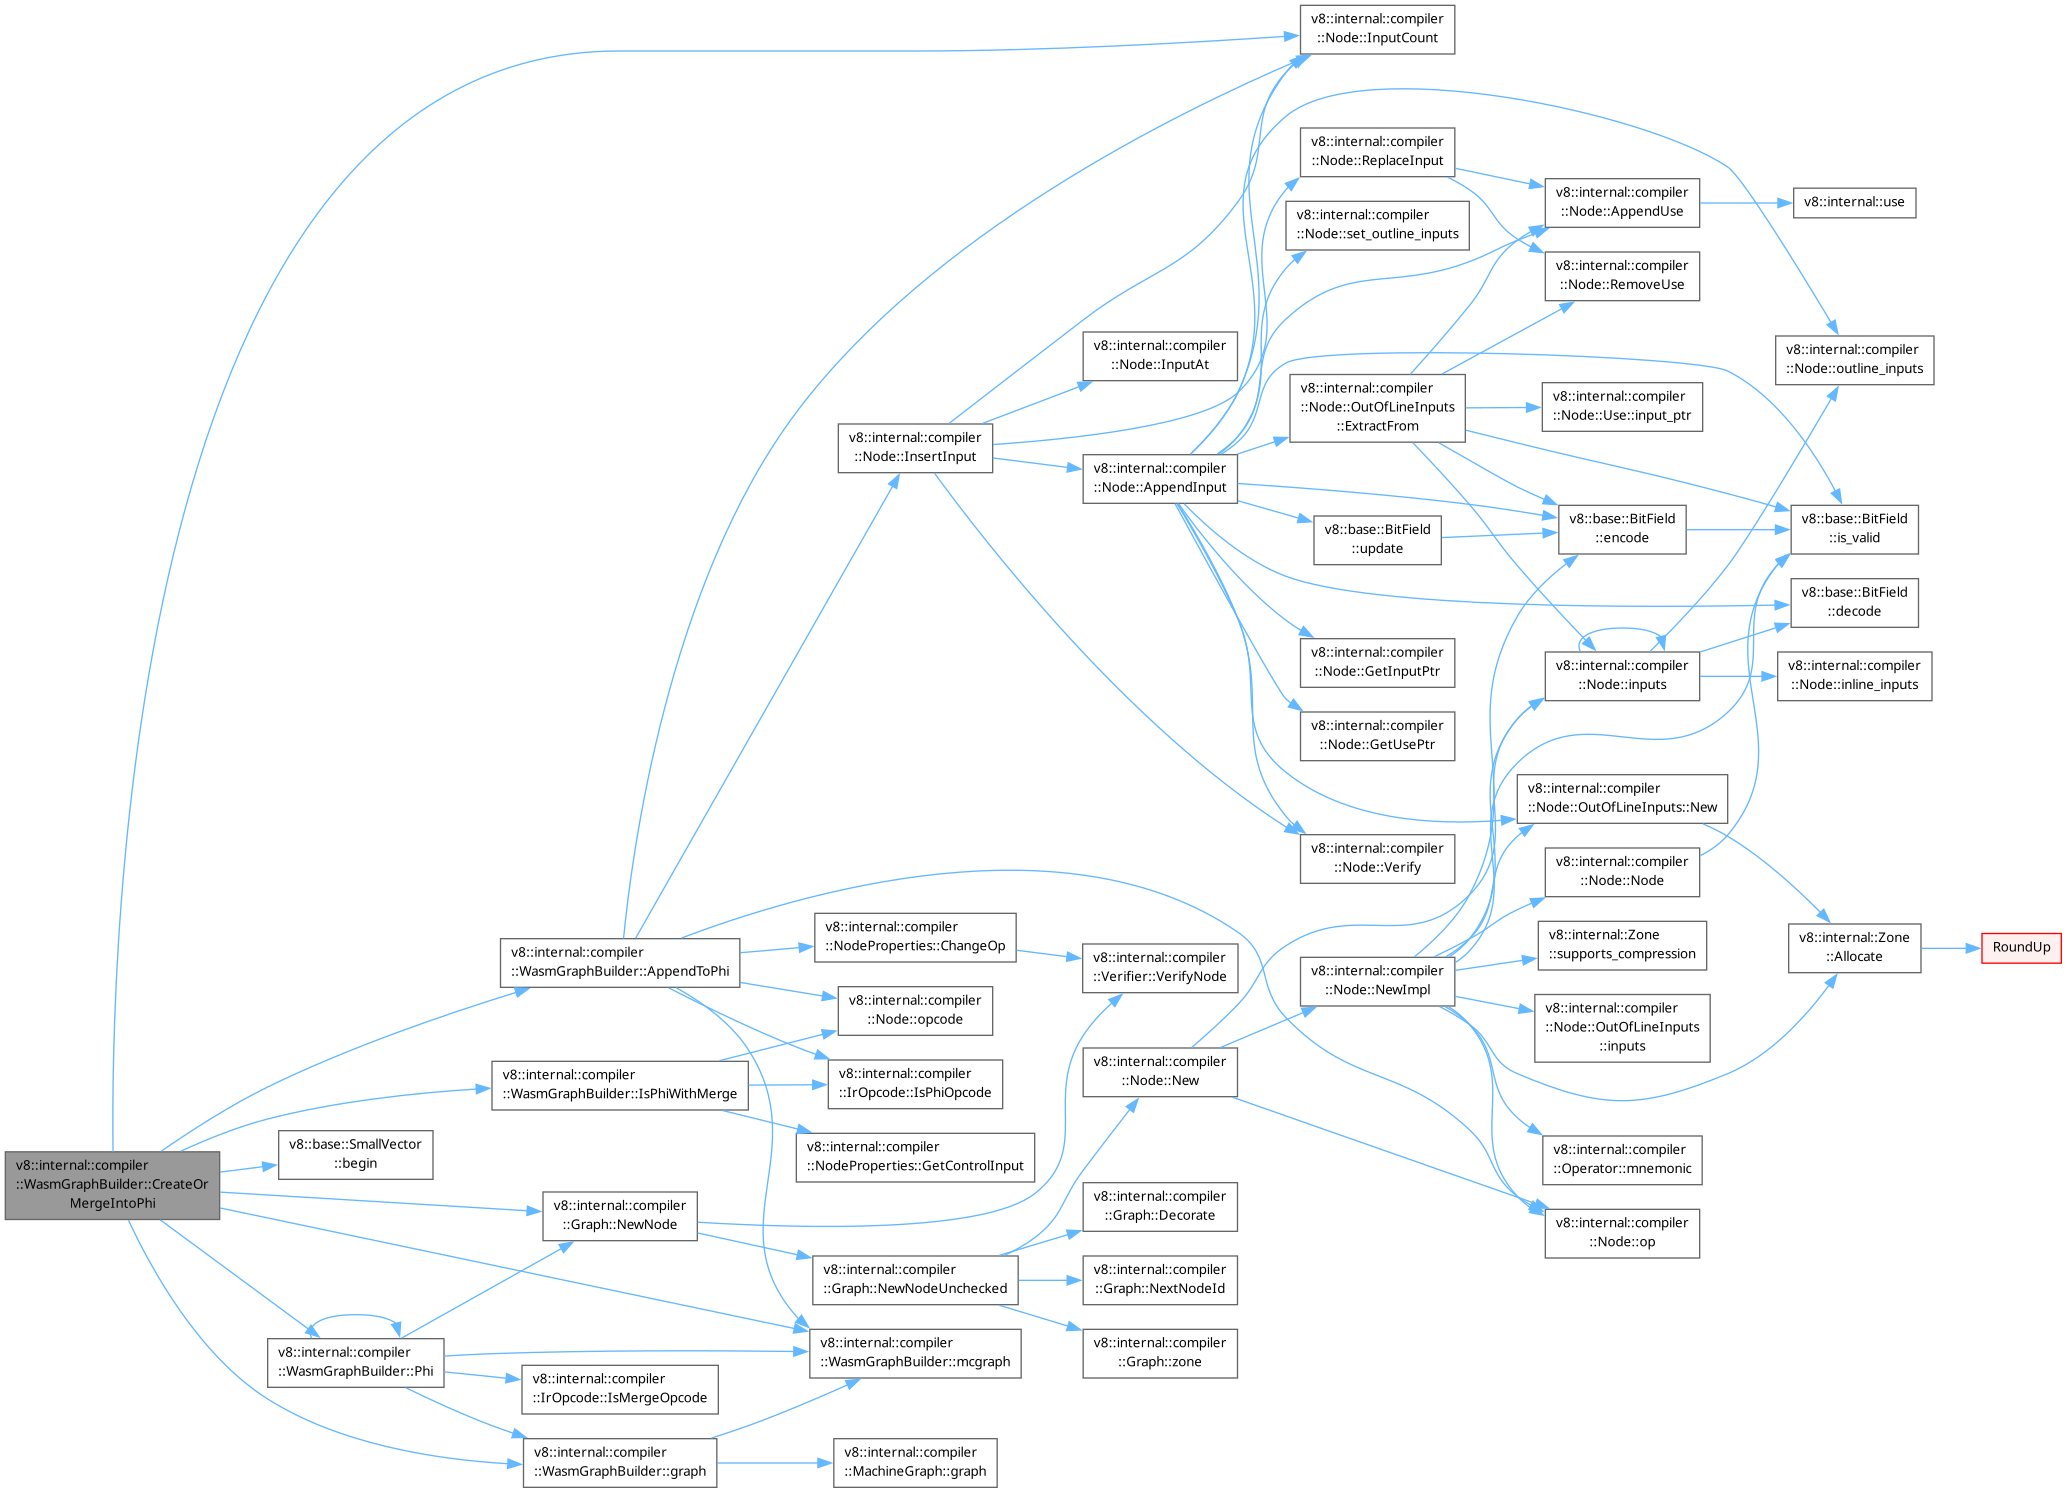 v8::internal::compiler
::Node::InputCount
v8::internal::compiler
::Node::ReplaceInput
v8::internal::compiler
::Node::AppendUse
v8::internal::use
v8::internal::compiler
::Node::set_outline_inputs
v8::internal::compiler
::Node::RemoveUse
v8::internal::compiler
::Node::InputAt
v8::internal::compiler
::Node::outline_inputs
v8::internal::compiler
::Node::OutOfLineInputs
::ExtractFrom
v8::internal::compiler
::Node::Use::input_ptr
v8::internal::compiler
::Node::InsertInput
v8::internal::compiler
::Node::AppendInput
v8::base::BitField
::update
v8::base::BitField
::encode
v8::base::BitField
::is_valid
v8::base::BitField
::decode
v8::internal::compiler
::Node::GetInputPtr
v8::internal::compiler
::Node::inputs
v8::internal::compiler
::Node::inline_inputs
v8::internal::compiler
::Node::GetUsePtr
v8::internal::compiler
::Node::OutOfLineInputs::New
v8::internal::compiler
::Node::Verify
v8::internal::compiler
::Node::Node
v8::internal::compiler
::NodeProperties::ChangeOp
v8::internal::compiler
::WasmGraphBuilder::AppendToPhi
v8::internal::compiler
::Verifier::VerifyNode
v8::internal::Zone
::supports_compression
v8::internal::Zone
::Allocate
RoundUp
v8::internal::compiler
::Node::opcode
v8::internal::compiler
::Node::NewImpl
v8::internal::compiler
::Node::OutOfLineInputs
::inputs
v8::internal::compiler
::WasmGraphBuilder::IsPhiWithMerge
v8::internal::compiler
::IrOpcode::IsPhiOpcode
v8::internal::compiler
::Node::New
v8::base::SmallVector
::begin
v8::internal::compiler
::NodeProperties::GetControlInput
v8::internal::compiler
::Operator::mnemonic
v8::internal::compiler
::WasmGraphBuilder::CreateOr
MergeIntoPhi
v8::internal::compiler
::Graph::NewNode
v8::internal::compiler
::Graph::Decorate
v8::internal::compiler
::Node::op
v8::internal::compiler
::Graph::NewNodeUnchecked
v8::internal::compiler
::Graph::NextNodeId
v8::internal::compiler
::WasmGraphBuilder::Phi
v8::internal::compiler
::WasmGraphBuilder::mcgraph
v8::internal::compiler
::Graph::zone
v8::internal::compiler
::IrOpcode::IsMergeOpcode
v8::internal::compiler
::WasmGraphBuilder::graph
v8::internal::compiler
::MachineGraph::graph